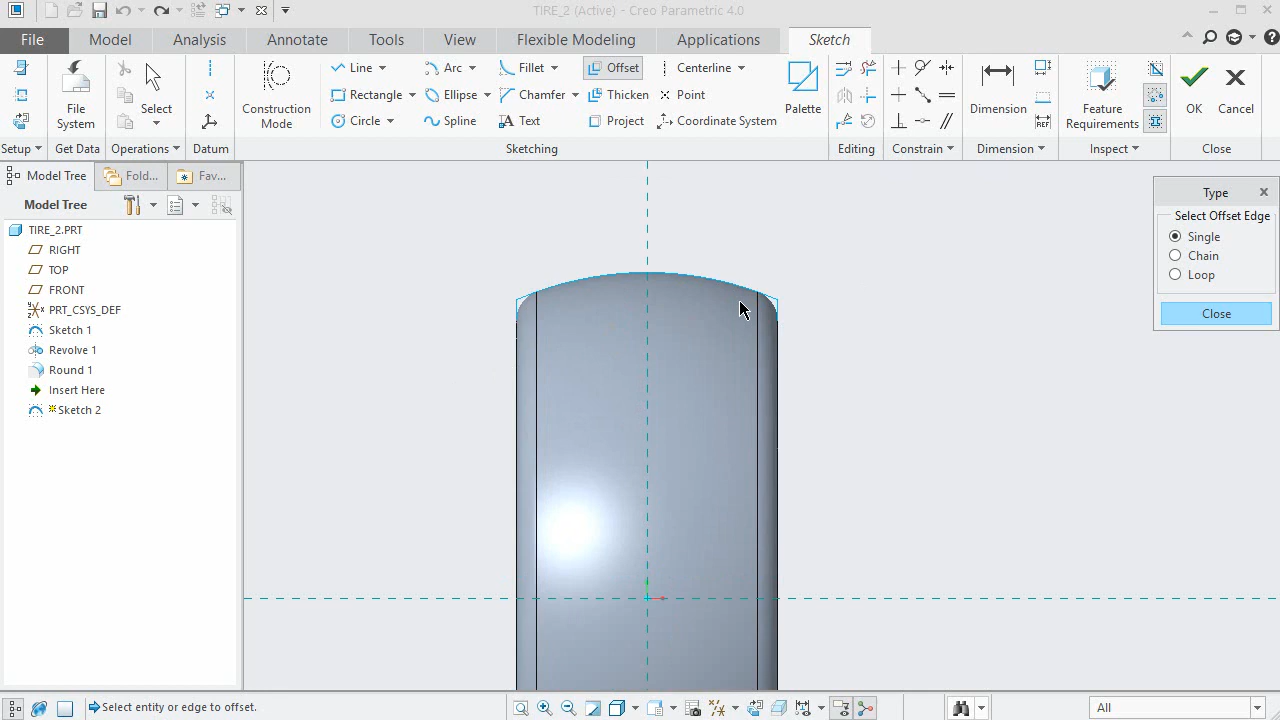 TIRE_2 (Active) - Creo Parametric 4.0
File Model Analysis Annotate Tools View Flexible Modeling Applications Sketch
Line Arc Fillet Offset Centerline
Rectangle Ellipse Chamfer Thicken Point
Circle Spline Text Project Coordinate System
File System
Select
Construction Mode
Palette
Dimension
Feature Requirements
OK
Cancel
Setup Get Data Operations Datum Sketching Editing Constrain Dimension Inspect Close
Model Tree Fold... Fav...
Model Tree
TIRE_2.PRT
RIGHT
TOP
FRONT
PRT_CSYS_DEF
Sketch 1
Revolve 1
Round 1
Insert Here
Sketch 2
Type
Select Offset Edge
Single
Chain
Loop
Close
Select entity or edge to offset.
All